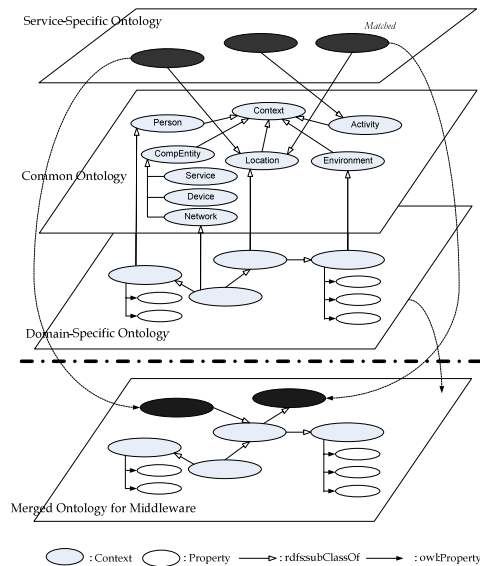 Service-Specific Ontology
Matched
Context
Person
Activity
CompEntity
Location
Environment
Common Ontology
Service
Device
Network
Domain-Specific Ontology
Merged Ontology for Middleware
: Context : Property : rdfs:subClassOf : owl:Property